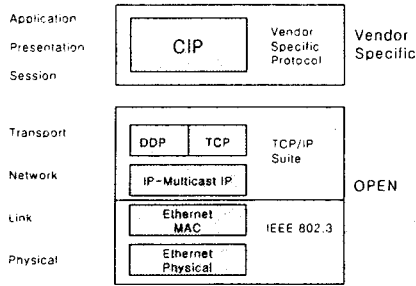 Application
Presentation
Session
CIP
Vendor
Specific
Protocol
Vendor
Specific
Transport
Network
DDP
TCP
TCP/IP
Suite
IP-Multicast IP
OPEN
Link
Physical
Ethernet
MAC
IEEE 802.3
Ethernet
Physical